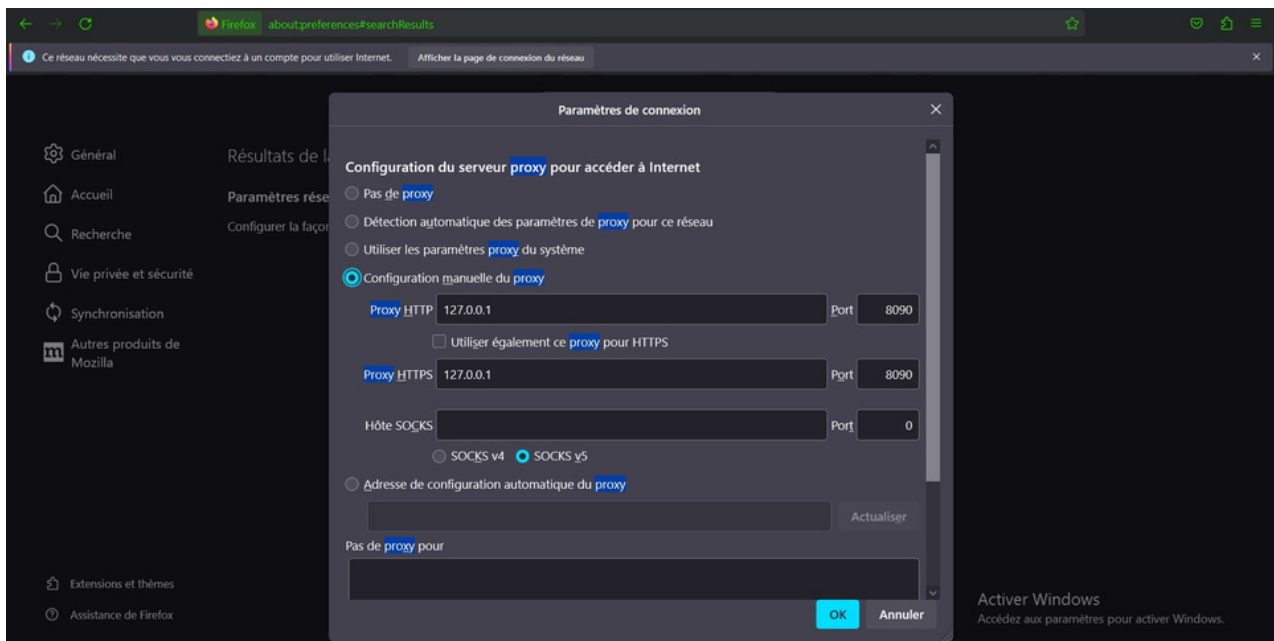 Firefox about:preferences#searchResults
Ce réseau nécessite que vous vous connectiez à un compte pour utiliser Internet. Afficher la page de connexion du réseau
Paramètres de connexion
Général
Accueil
Recherche
Vie privée et sécurité
Synchronisation
Autres produits de
Mozilla
Extensions et thèmes
Assistance de Firefox
Résultats de la
Paramètres rése
Configurer la façon
Configuration du serveur proxy pour accéder à Internet
Pas de proxy
Détection automatique des paramètres de proxy pour ce réseau
Utiliser les paramètres proxy du système
Configuration manuelle du proxy
Proxy HTTP 127.0.0.1 Port 8090
Utiliser également ce proxy pour HTTPS
Proxy HTTPS 127.0.0.1 Port 8090
Hôte SOCKS Port 0
SOCKS v4 SOCKS v5
Adresse de configuration automatique du proxy
Actualiser
Pas de proxy pour
OK Annuler
Activer Windows
Accédez aux paramètres pour activer Windows.